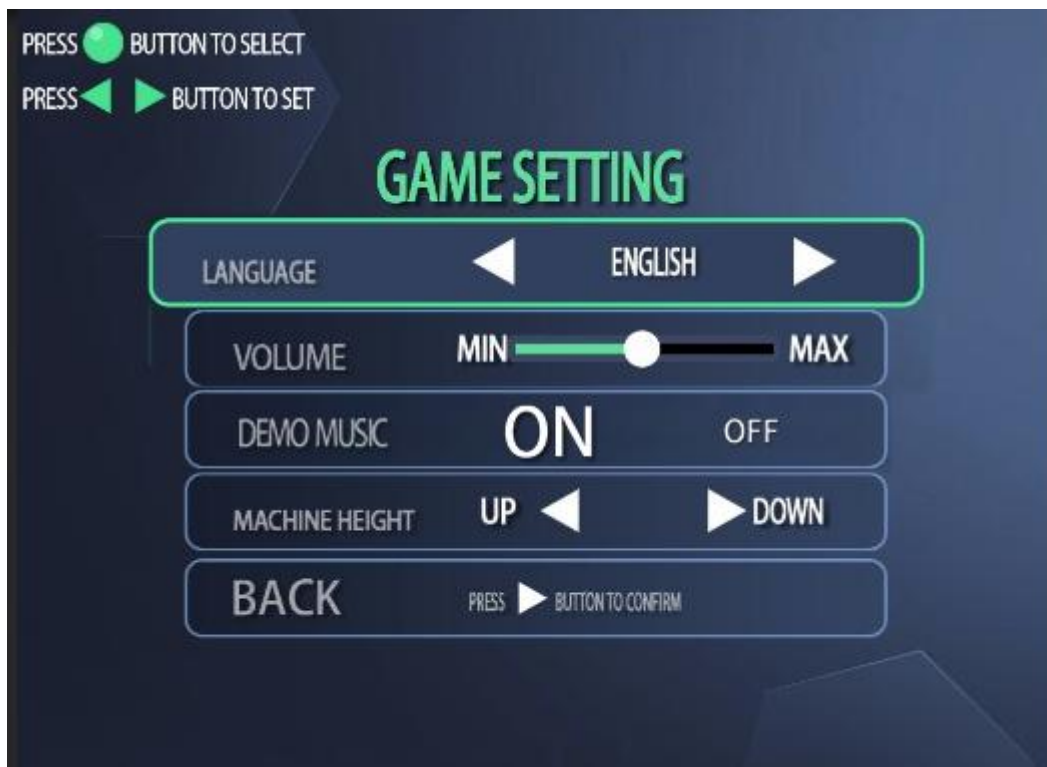 PRESS BUTTON TO SELECT
PRESS BUTTON TO SET
GAME SETTING
LANGUAGE ENGLISH
VOLUME MIN MAX
DEMO MUSIC ON OFF
MACHINE HEIGHT UP DOWN
BACK PRESS BUTTON TO CONFIRM